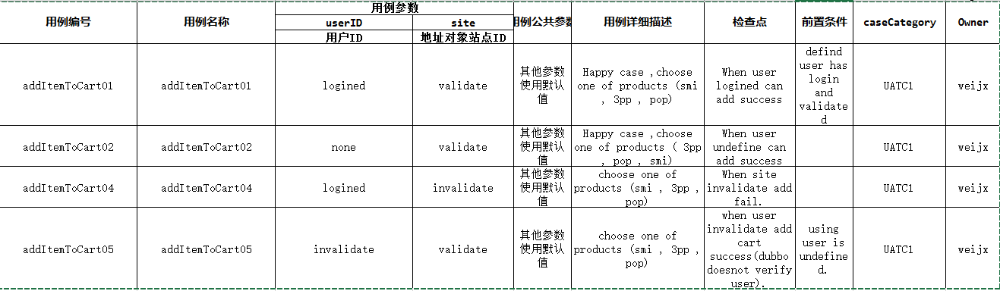 用例编号 用例名称 用例参数 用例公共参数 用例详细描述 检查点 前置条件 caseCategory Owner
userID site
用户ID 地址对象站点ID
addItemToCart01 addItemToCart01 logined validate
其他参数
使用默认
值
Happy case ,choose
one of products (smi
, 3pp , pop)
When user
logined can
add success
defind
user has
login
and
validate
d
UATC1 weijx
addItemToCart02 addItemToCart02 none validate
其他参数
使用默认
值
Happy case ,choose
one of products ( 3pp
, pop , smi)
When user
undefine can
add success
UATC1 weijx
addItemToCart04 addItemToCart04 logined invalidate
其他参数
使用默认
值
choose one of
products (smi , 3pp ,
pop)
When site
invalidate add
fail.
UATC1 weijx
addItemToCart05 addItemToCart05 invalidate validate
其他参数
使用默认
值
choose one of
products (smi , 3pp ,
pop)
when user
invalidate add
cart
success(dubbo
doesnot verify
user).
using
user is
undefine
d.
UATC1 weijx